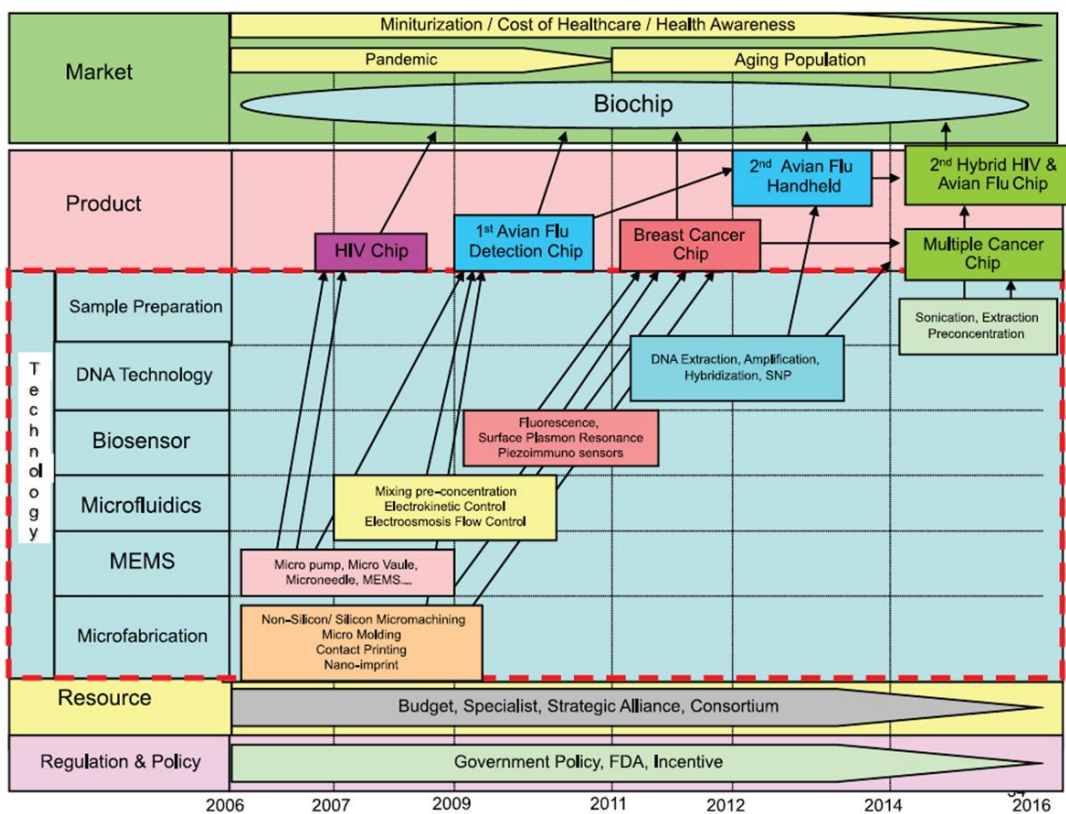 Miniturization / Cost of Healthcare / Health Awareness
Market
Pandemic
Aging Population
Biochip
Product
HIV Chip
1st Avian Flu
Detection Chip
Breast Cancer
Chip
2nd Avian Flu
Handheld
2nd Hybrid HIV &
Avian Flu Chip
Multiple Cancer
Chip
Technology
Sample Preparation
Sonication, Extraction
Preconcentration
DNA Technology
DNA Extraction, Amplification,
Hybridization, SNP
Biosensor
Fluorescence,
Surface Plasmon Resonance
Piezoimmuno sensors
Microfluidics
Mixing pre-concentration
Electrokinetic Control
Electroosmosis Flow Control
MEMS
Micro pump, Micro Vaule,
Microneedle, MEMS....
Microfabrication
Non-Silicon/ Silicon Micromachining
Micro Molding
Contact Printing
Nano-imprint
Resource
Budget, Specialist, Strategic Alliance, Consortium
Regulation & Policy
Government Policy, FDA, Incentive
2006 2007 2009 2011 2012 2014 2016